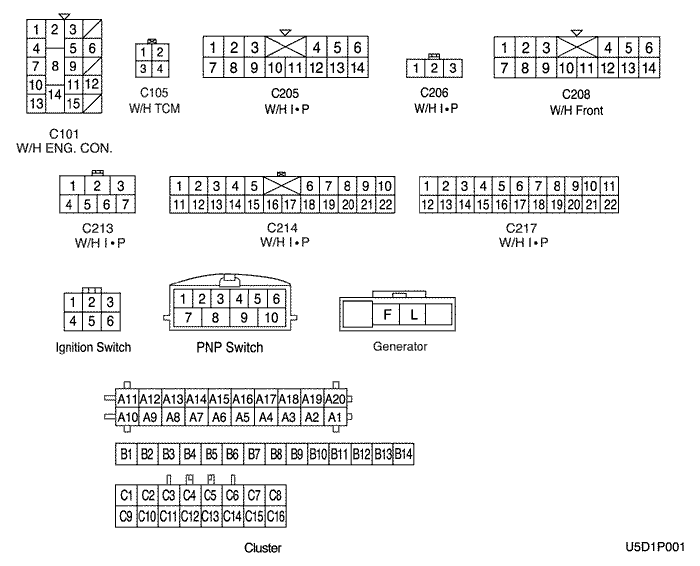 1 2 3 1 2 3 4 5 6 1 2 3 4 5 6
4 5 6 1 2 7 8 9 10 11 12 13 14 1 2 3 7 8 9 10 11 12 13 14
7 8 9 3 4
10 11 12
13 14 15
C105 C205 C206 C208
W/H TCM W/H I•P W/H I•P W/H Front
C101
W/H ENG. CON.
1 2 3 1 2 3 4 5 6 7 8 9 10 1 2 3 4 5 6 7 8 9 10 11
4 5 6 7 11 12 13 14 15 16 17 18 19 20 21 22 12 13 14 15 16 17 18 19 20 21 22
C213 C214 C217
W/H I•P W/H I•P W/H I•P
1 2 3 1 2 3 4 5 6
4 5 6 7 8 9 10 F L
Ignition Switch PNP Switch Generator
A11 A12 A13 A14 A15 A16 A17 A18 A19 A20
A10 A9 A8 A7 A6 A5 A4 A3 A2 A1
B1 B2 B3 B4 B5 B6 B7 B8 B9 B10 B11 B12 B13 B14
C1 C2 C3 C4 C5 C6 C7 C8
C9 C10 C11 C12 C13 C14 C15 C16
Cluster
U5D1P001